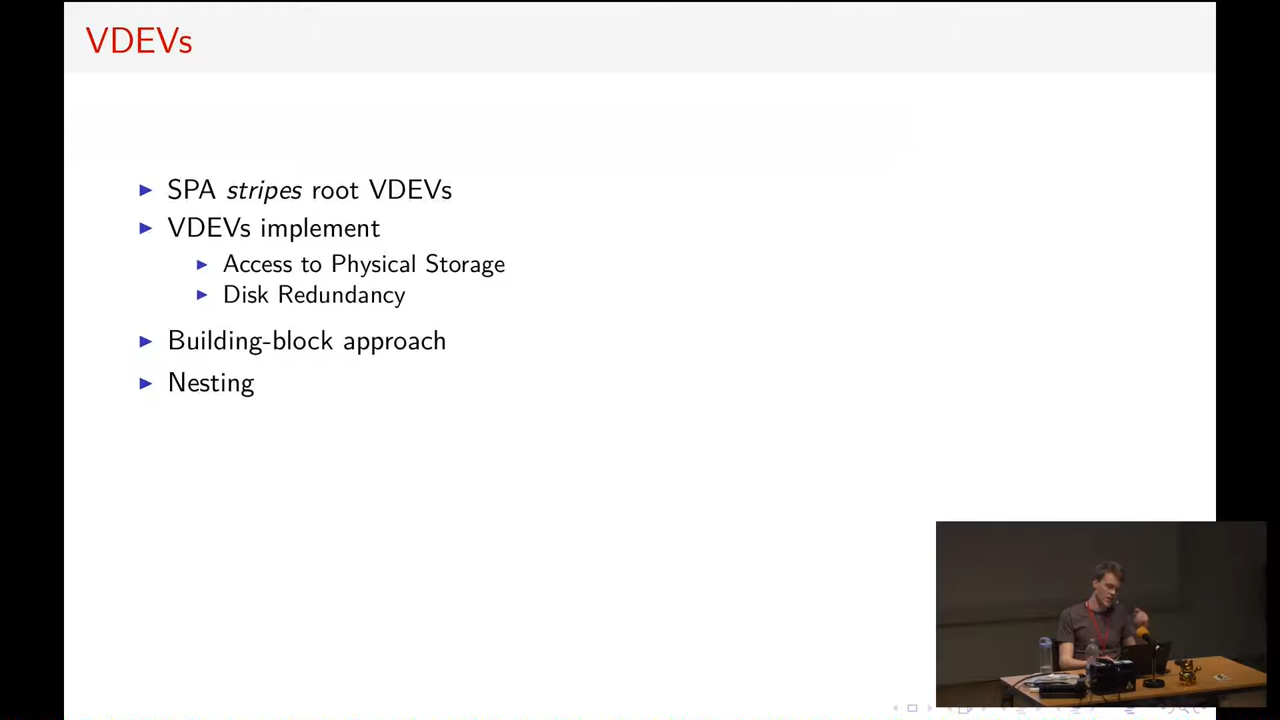 VDEVs
SPA stripes root VDEVs
VDEVs implement
Access to Physical Storage
Disk Redundancy
Building-block approach
Nesting